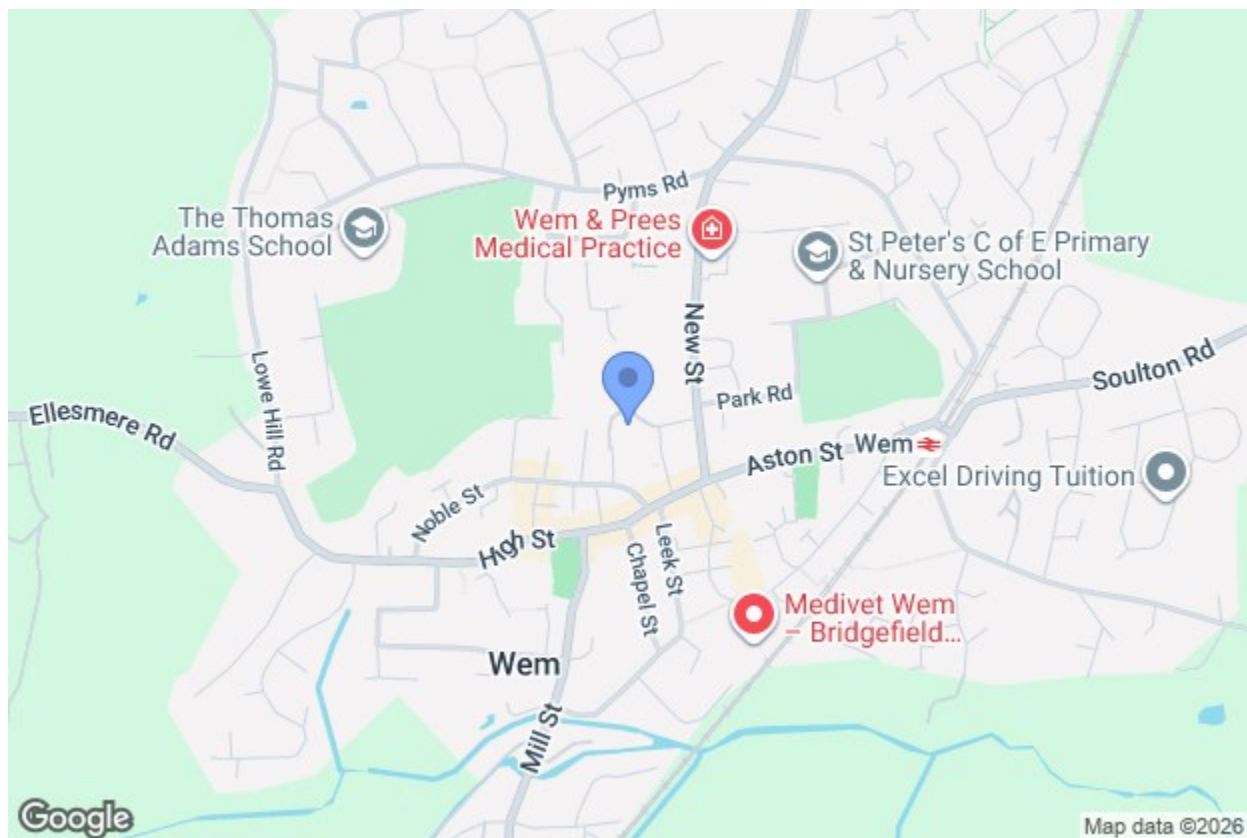 Pyms Rd
The Thomas
Adams School
Wem & Prees
Medical Practice
St Peter's C of E Primary
& Nursery School
New St
Lowe Hill Rd
Soulton Rd
Park Rd
Ellesmere Rd
Aston St
Wem
Excel Driving Tuition
Noble St
High St
Leek St
Chapel St
Medivet Wem
– Bridgefield...
Wem
Mill St
Google
Map data ©2026